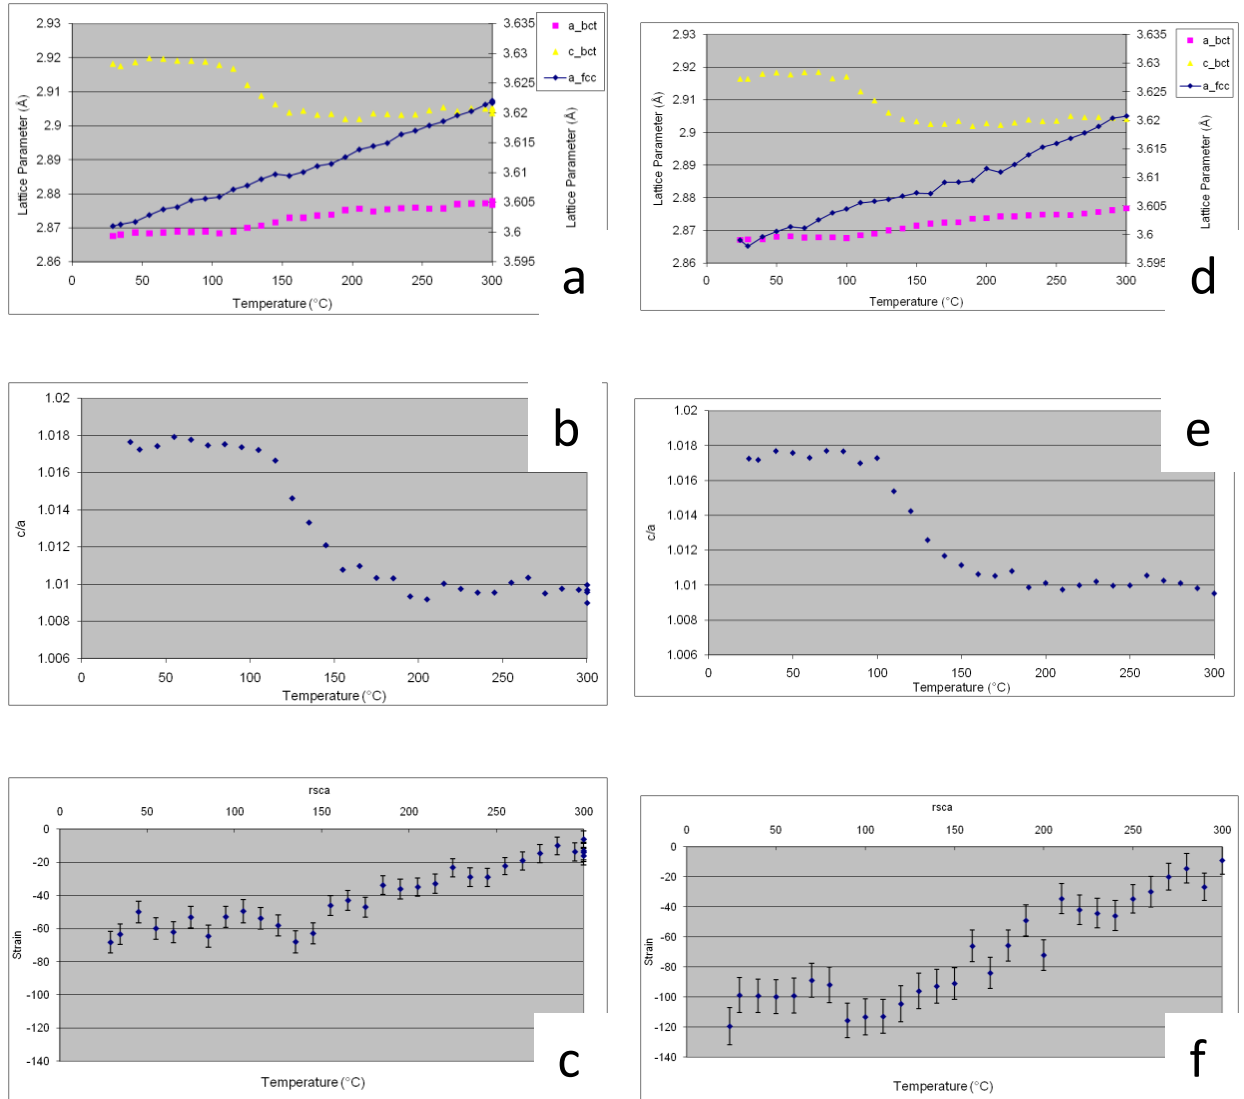 2.93
2.92
2.91
2.9
2.89
2.88
2.87
2.86
Lattice Parameter (Å)
3.635
3.63
3.625
3.62
3.615
3.61
3.605
3.6
3.595
Lattice Parameter (Å)
a_bct
c_bct
a_fcc
0 50 100 150 200 250 300
Temperature (°C)
a
2.93
2.92
2.91
2.9
2.89
2.88
2.87
2.86
Lattice Parameter (Å)
3.635
3.63
3.625
3.62
3.615
3.61
3.605
3.6
3.595
Lattice Parameter (Å)
a_bct
c_bct
a_fcc
0 50 100 150 200 250 300
Temperature (°C)
d
1.02
1.018
1.016
1.014
1.012
1.01
1.008
1.006
c/a
0 50 100 150 200 250 300
Temperature (°C)
b
1.02
1.018
1.016
1.014
1.012
1.01
1.008
1.006
c/a
0 50 100 150 200 250 300
Temperature (°C)
e
rsca
0 50 100 150 200 250 300
0
-20
-40
-60
-80
-100
-120
-140
Strain
Temperature (°C)
c
rsca
0 50 100 150 200 250 300
0
-20
-40
-60
-80
-100
-120
-140
Strain
Temperature (°C)
f